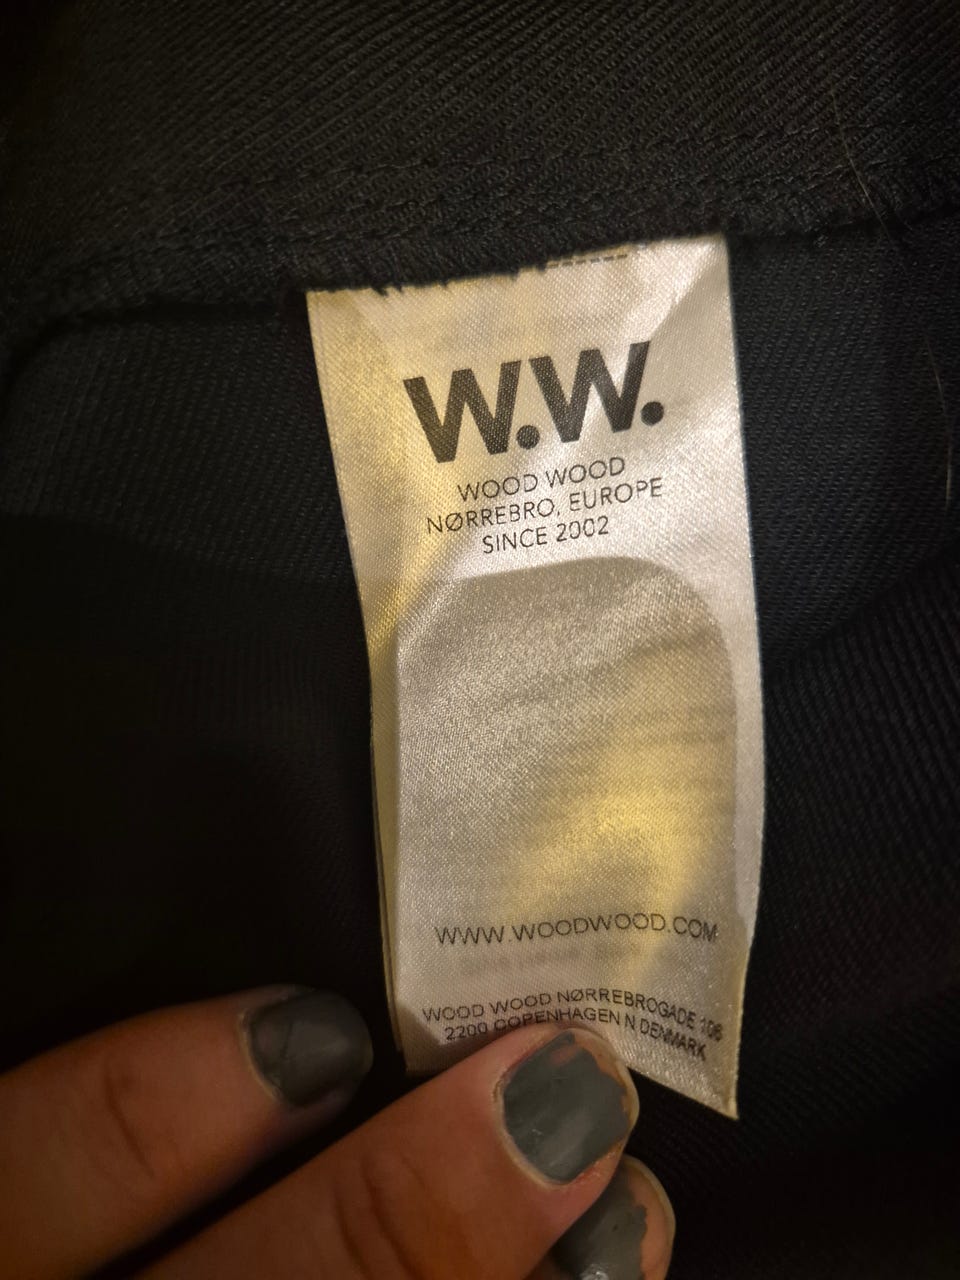 W.W.
WOOD WOOD
NØRREBRO, EUROPE
SINCE 2002
WWW.WOODWOOD.COM
WOOD WOOD NØRREBROGADE 106
2200 COPENHAGEN N DENMARK